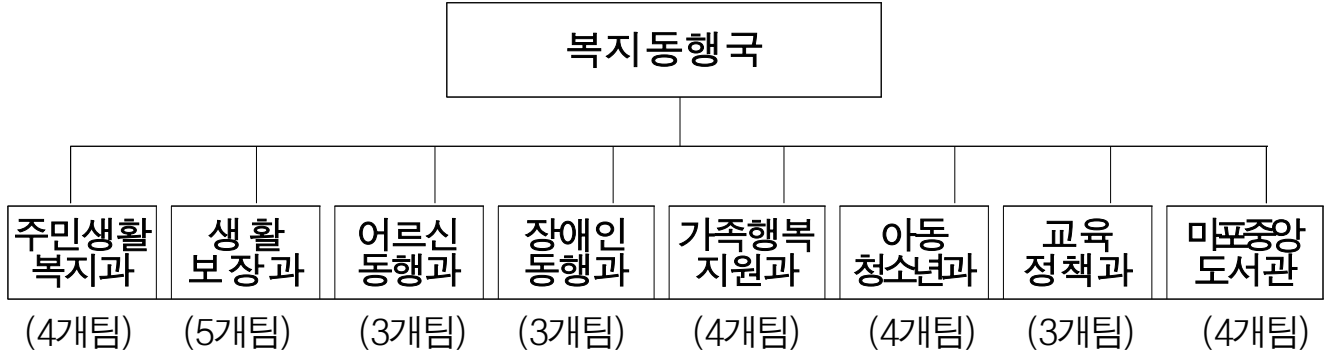 복지동행국
주민생활
복지과
생활
보장과
어르신
동행과
장애인
동행과
가족행복
지원과
아동
청소년과
교육
정책과
마포중앙
도서관
(4개팀)
(5개팀)
(3개팀)
(3개팀)
(4개팀)
(4개팀)
(3개팀)
(4개팀)